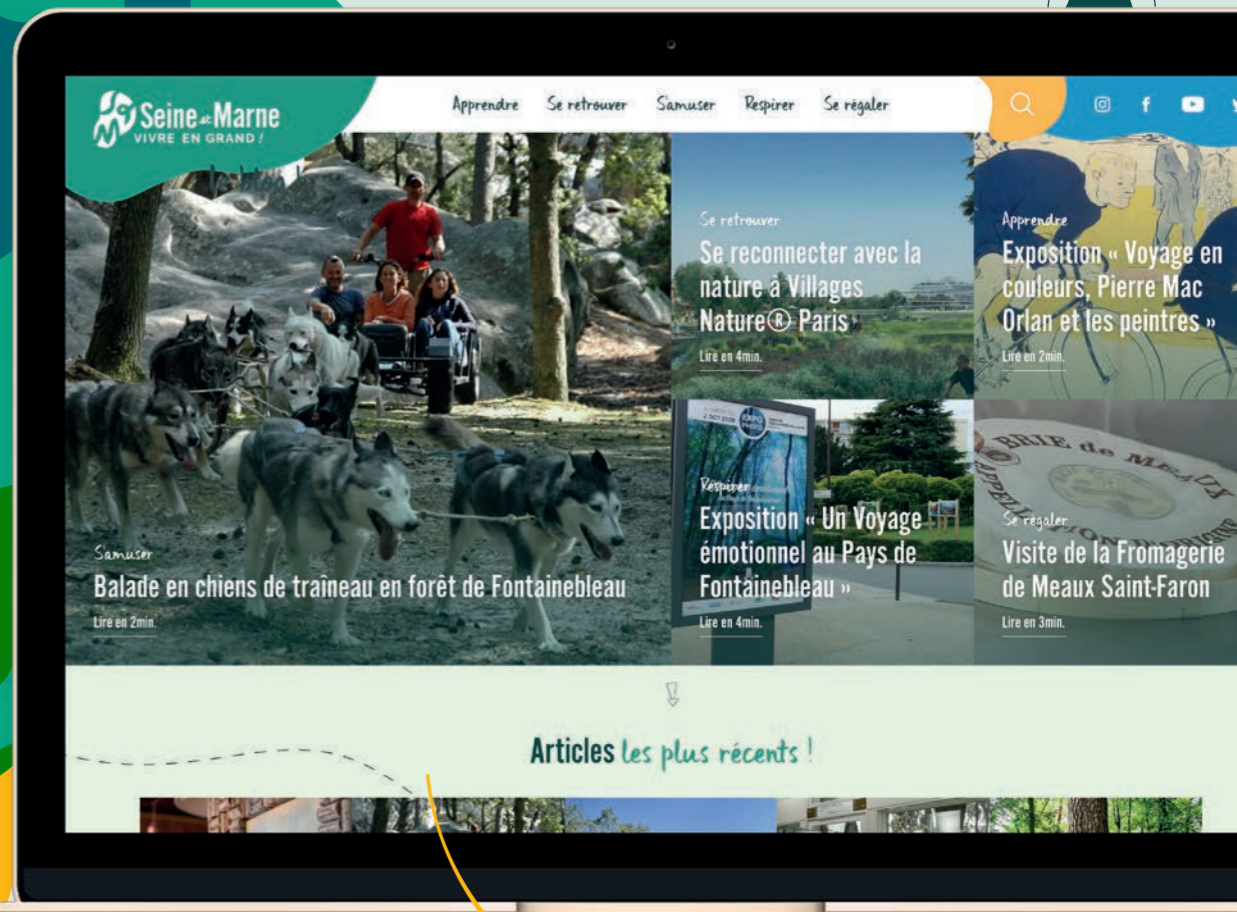 Seine et Marne
VIVRE EN GRAND !
le blog !
Apprendre
Se retrouver
S'amuser
Respirer
Se régaler
S'amuser
Balade en chiens de traîneau en forêt de Fontainebleau
Lire en 2min.
Se retrouver
Se reconnecter avec la
nature à Villages
Nature® Paris
Lire en 4min.
Apprendre
Exposition « Voyage en
couleurs, Pierre Mac
Orlan et les peintres »
Lire en 2min.
EXPO
PHOTO
Respirer
Exposition « Un Voyage
émotionnel au Pays de
Fontainebleau »
Lire en 4min.
BRIE de MEAUX
Se régaler
Visite de la Fromagerie
de Meaux Saint-Faron
Lire en 3min.
Articles les plus récents !